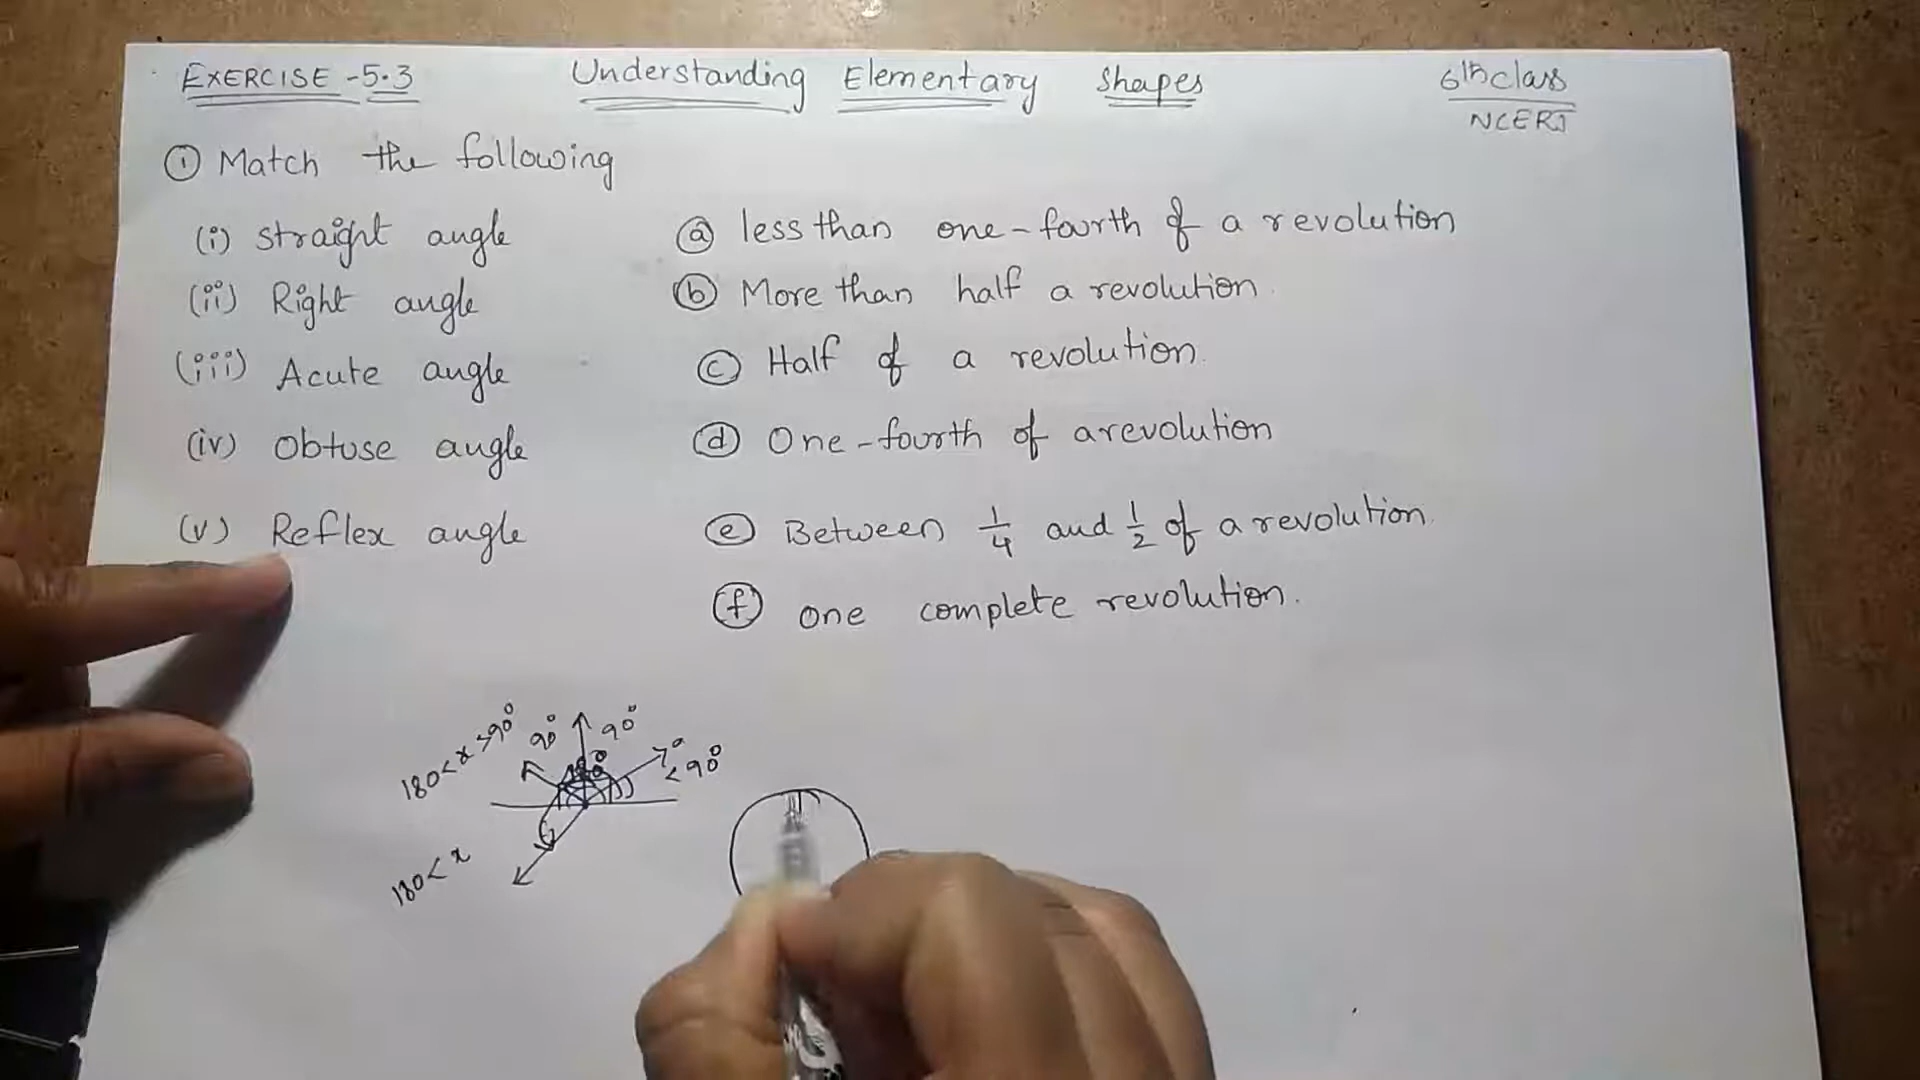 EXERCISE -5.3 Understanding Elementary Shapes 6th class
NCERT
① Match the following
(i) straight angle ⓐ less than one-fourth of a revolution
(ii) Right angle ⓑ More than half a revolution.
(iii) Acute angle ⓒ Half of a revolution.
(iv) Obtuse angle ⓓ One-fourth of a revolution
(v) Reflex angle ⓔ Between 1/4 and 1/2 of a revolution.
ⓕ one complete revolution.
180< x >90° 90° 90°
<90°
180< x